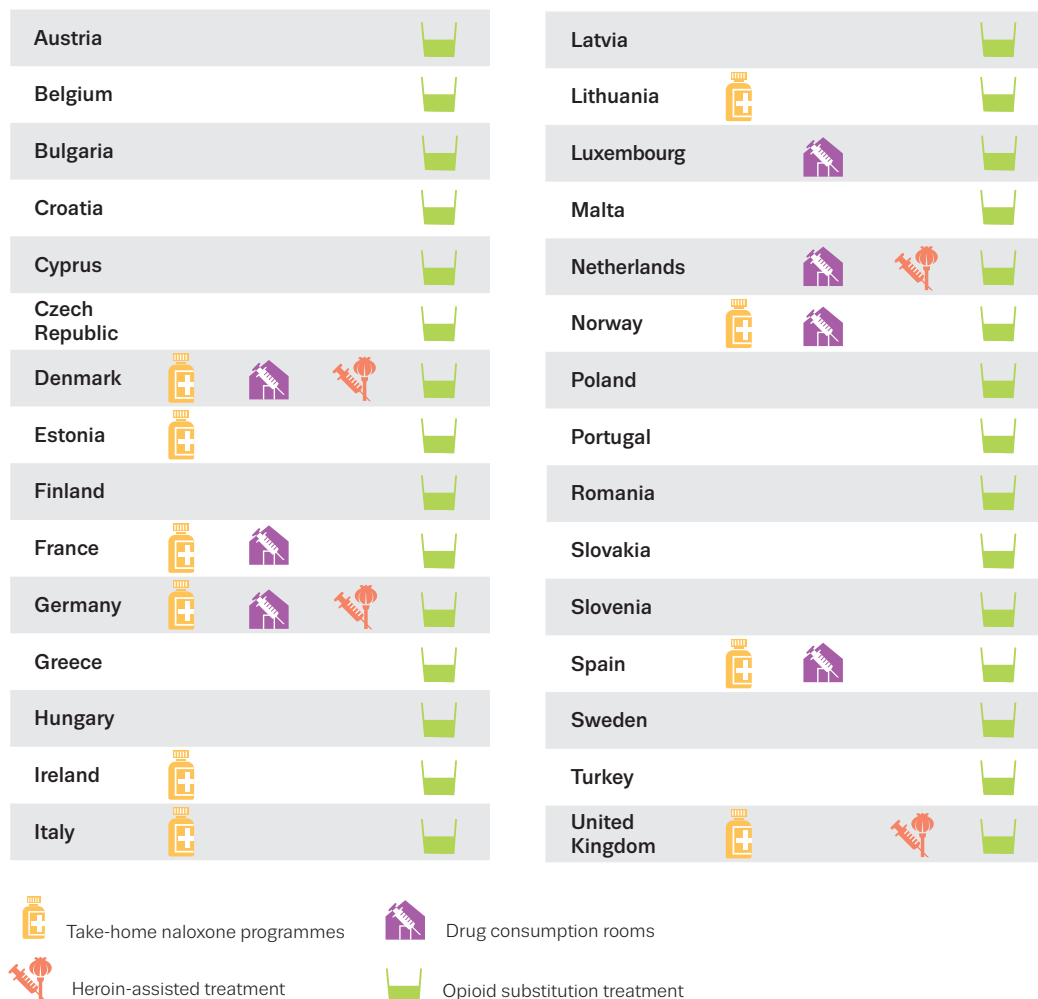 Austria
Belgium
Bulgaria
Croatia
Cyprus
Czech
Republic
Denmark
Estonia
Finland
France
Germany
Greece
Hungary
Ireland
Italy
Latvia
Lithuania
Luxembourg
Malta
Netherlands
Norway
Poland
Portugal
Romania
Slovakia
Slovenia
Spain
Sweden
Turkey
United
Kingdom
Take-home naloxone programmes
Drug consumption rooms
Heroin-assisted treatment
Opioid substitution treatment